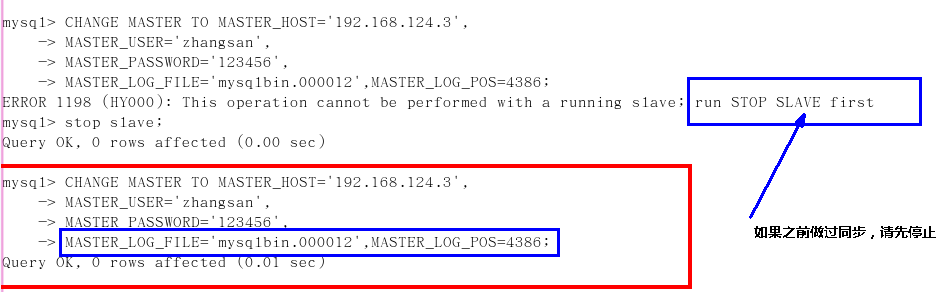 mysql> CHANGE MASTER TO MASTER_HOST='192.168.124.3',
-> MASTER_USER='zhangsan',
-> MASTER_PASSWORD='123456',
-> MASTER_LOG_FILE='mysqlbin.000012',MASTER_LOG_POS=4386;
ERROR 1198 (HY000): This operation cannot be performed with a running slave; run STOP SLAVE first
mysql> stop slave;
Query OK, 0 rows affected (0.00 sec)
mysql> CHANGE MASTER TO MASTER_HOST='192.168.124.3',
-> MASTER_USER='zhangsan',
-> MASTER_PASSWORD='123456',
-> MASTER_LOG_FILE='mysqlbin.000012',MASTER_LOG_POS=4386;
Query OK, 0 rows affected (0.01 sec)
如果之前做过同步，请先停止